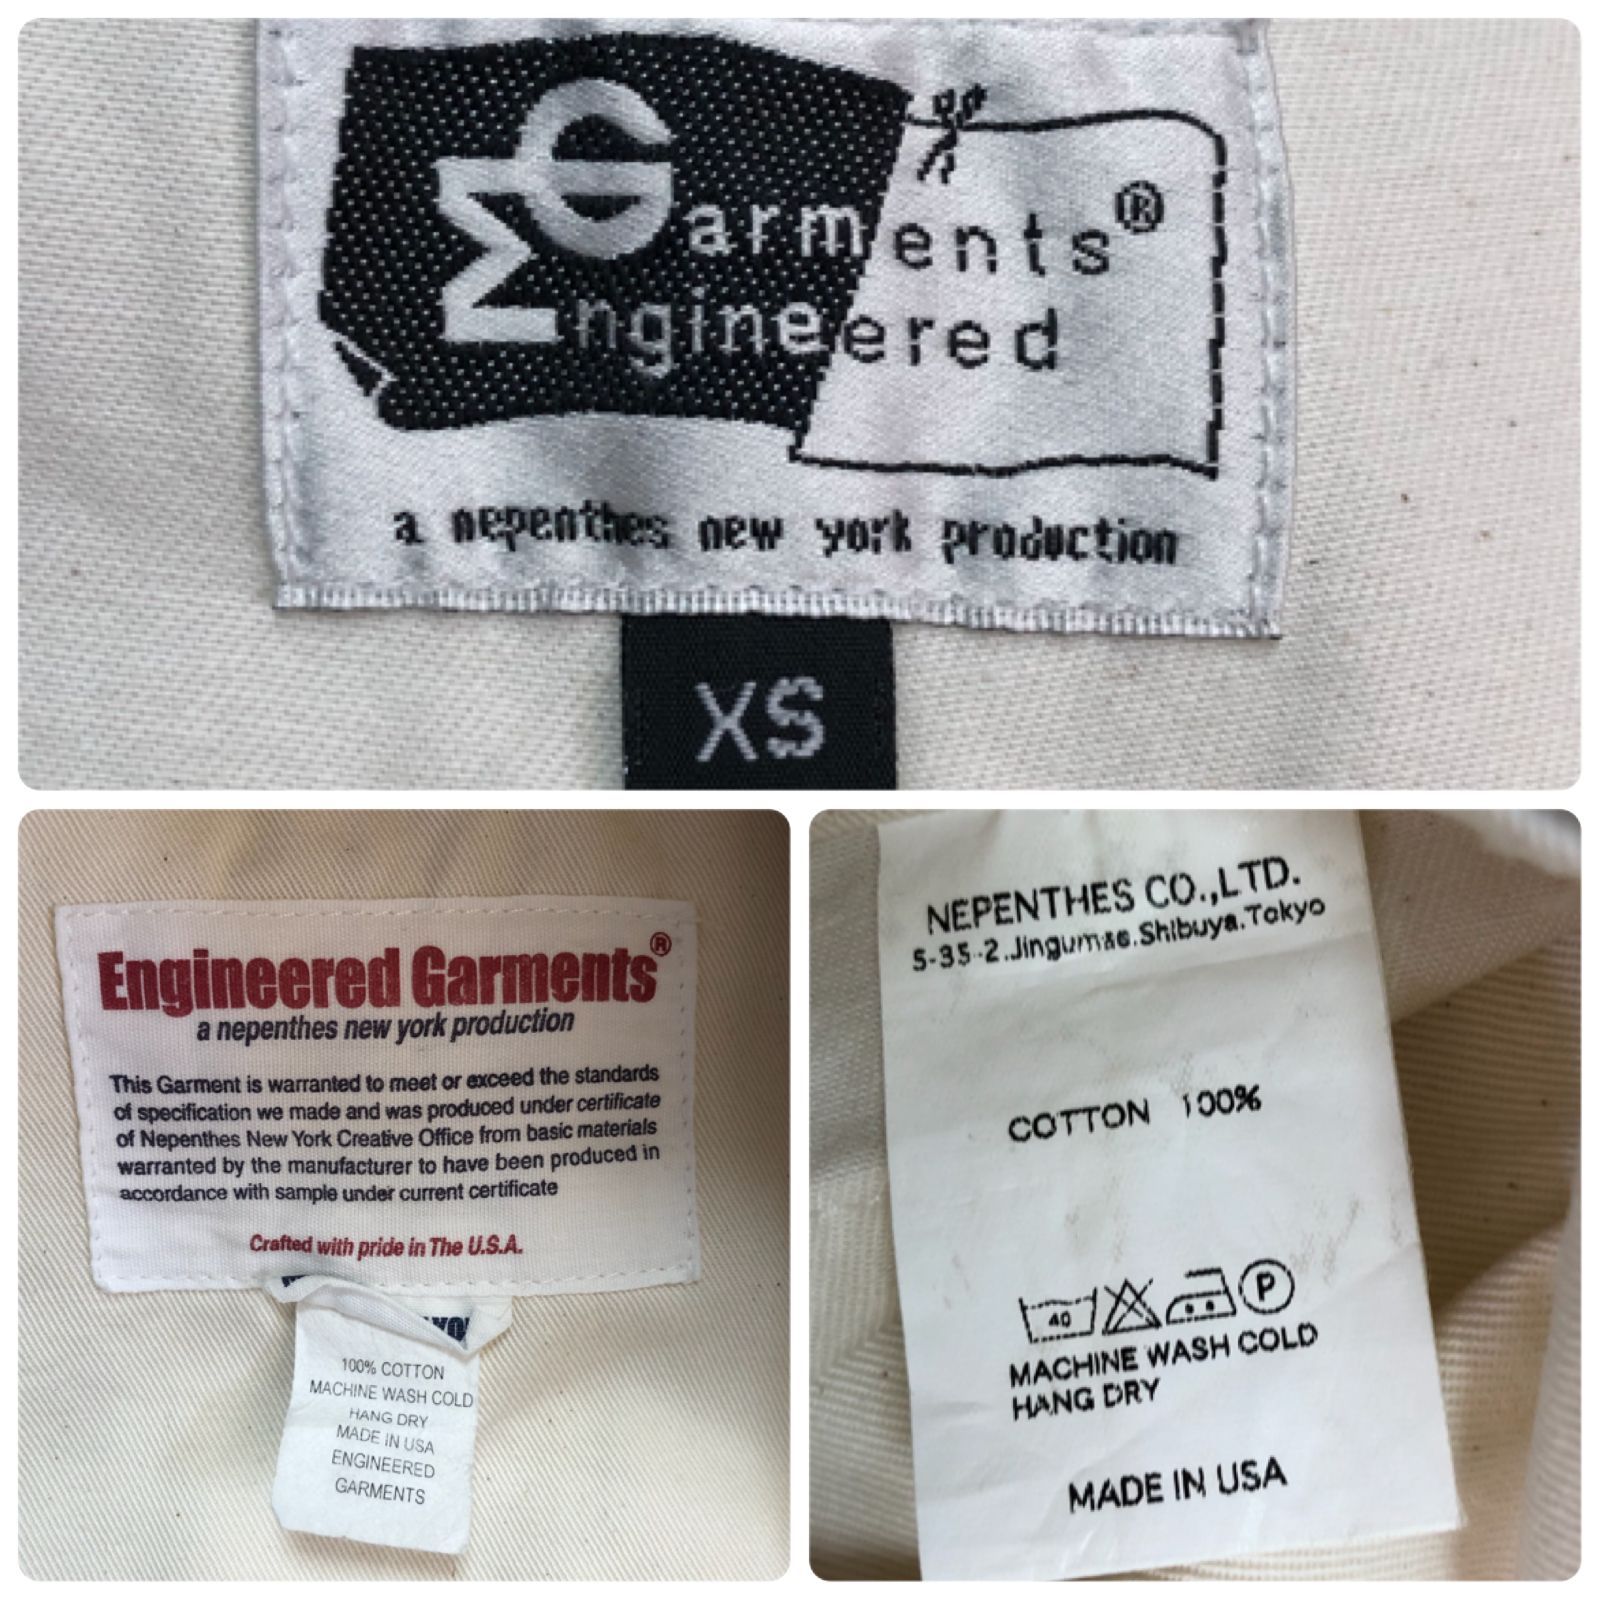 Garments®
Engineered
a nepenthes new york production
XS
Engineered Garments®
a nepenthes new york production
This Garment is warranted to meet or exceed the standards
of specification we made and was produced under certificate
of Nepenthes New York Creative Office from basic materials
warranted by the manufacturer to have been produced in
accordance with sample under current certificate
Crafted with pride in The U.S.A.
100% COTTON
MACHINE WASH COLD
HANG DRY
MADE IN USA
ENGINEERED
GARMENTS
NEPENTHES CO.,LTD.
5-35-2.Jingumae.Shibuya.Tokyo
COTTON 100%
40 P
MACHINE WASH COLD
HANG DRY
MADE IN USA